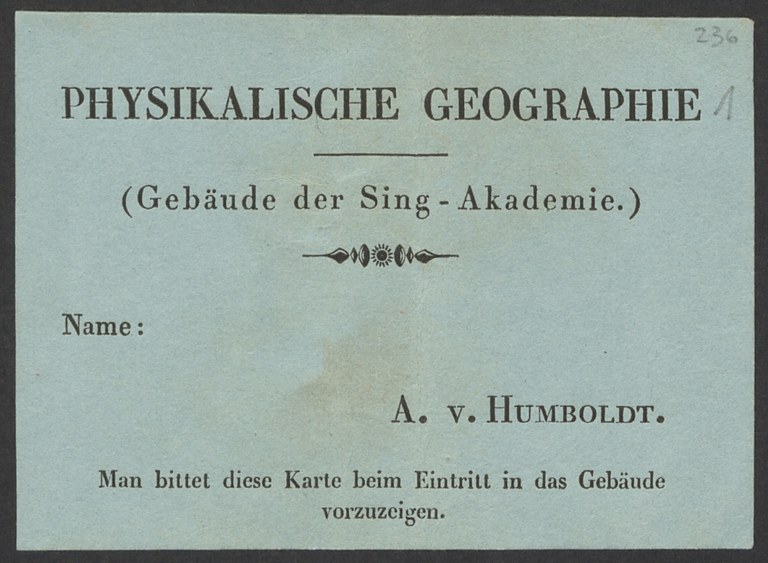 236
PHYSIKALISCHE GEOGRAPHIE 1
(Gebäude der Sing-Akademie.)
Name:
A. v. HUMBOLDT.
Man bittet diese Karte beim Eintritt in das Gebäude
vorzuzeigen.